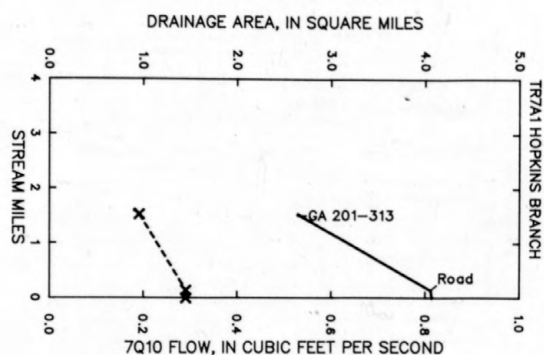 DRAINAGE AREA, IN SQUARE MILES
0.0 1.0 2.0 3.0 4.0 5.0
TR7A1 HOPKINS BRANCH
STREAM MILES
4
3
2
1
0
GA 201-313
Road
0.0 0.2 0.4 0.6 0.8 1.0
7Q10 FLOW, IN CUBIC FEET PER SECOND